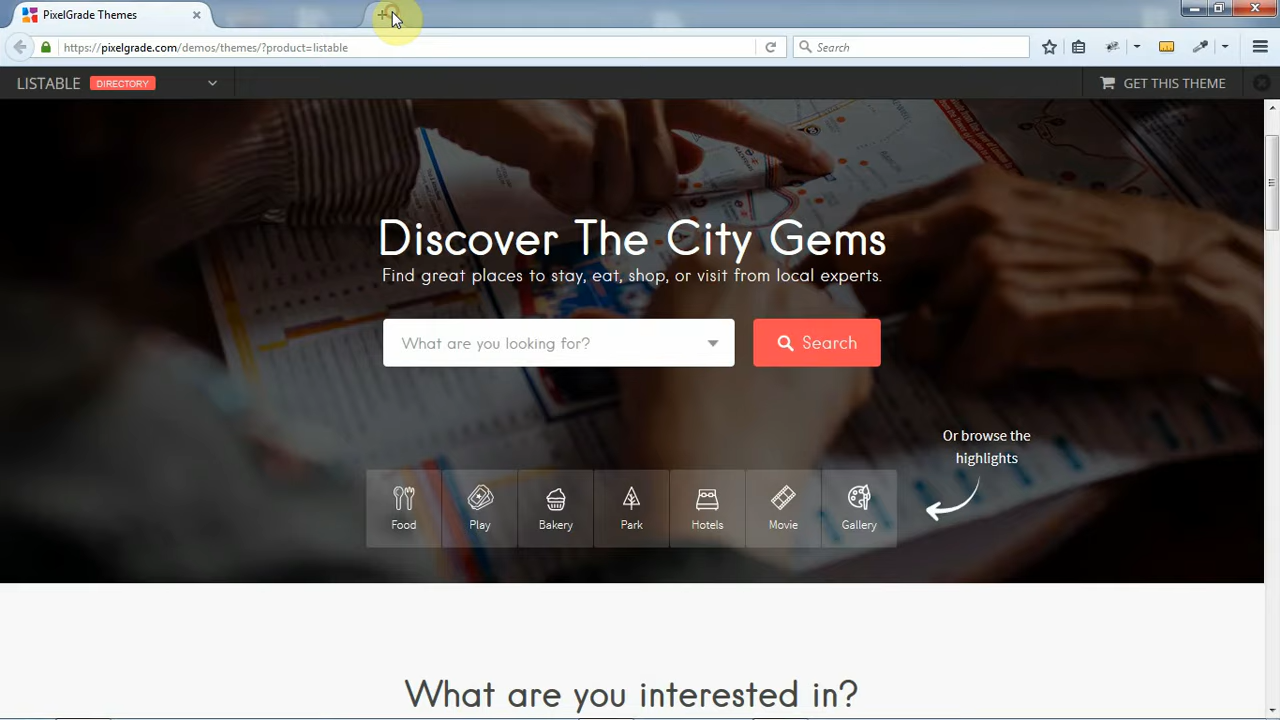 PixelGrade Themes
https://pixelgrade.com/demos/themes/?product=listable
Search
LISTABLE DIRECTORY
GET THIS THEME
Discover The City Gems
Find great places to stay, eat, shop, or visit from local experts.
What are you looking for?
Search
Or browse the
highlights
Food Play Bakery Park Hotels Movie Gallery
What are you interested in?